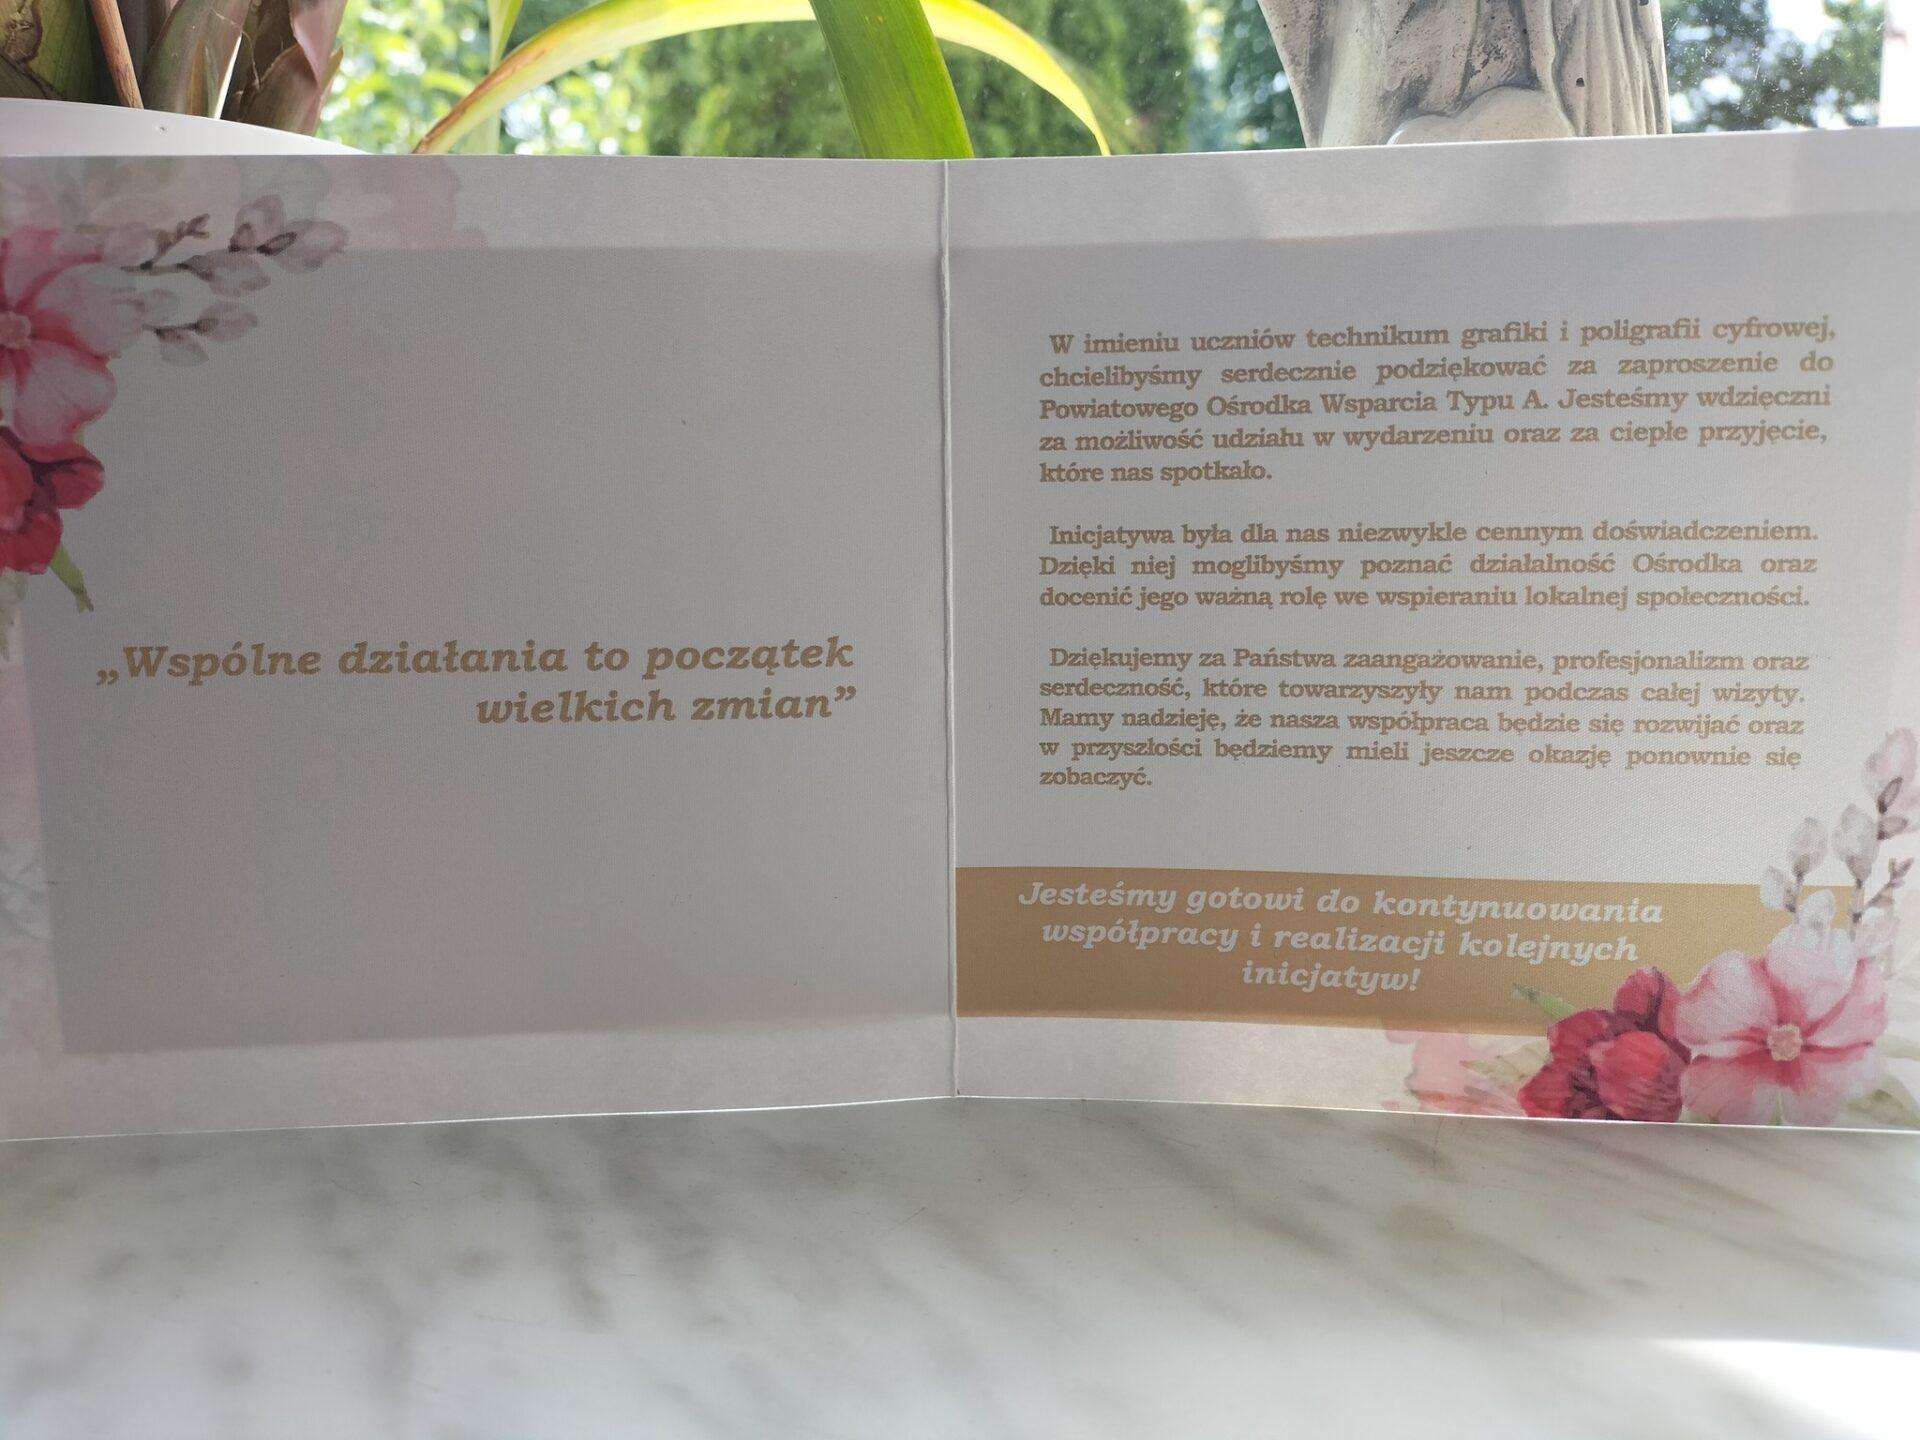 „Wspólne działania to początek
wielkich zmian”
W imieniu uczniów technikum grafiki i poligrafii cyfrowej,
chcielibyśmy serdecznie podziękować za zaproszenie do
Powiatowego Ośrodka Wsparcia Typu A. Jesteśmy wdzięczni
za możliwość udziału w wydarzeniu oraz za ciepłe przyjęcie,
które nas spotkało.
Inicjatywa była dla nas niezwykle cennym doświadczeniem.
Dzięki niej moglibyśmy poznać działalność Ośrodka oraz
docenić jego ważną rolę we wspieraniu lokalnej społeczności.
Dziękujemy za Państwa zaangażowanie, profesjonalizm oraz
serdeczność, które towarzyszyły nam podczas całej wizyty.
Mamy nadzieję, że nasza współpraca będzie się rozwijać oraz
w przyszłości będziemy mieli jeszcze okazję ponownie się
zobaczyć.
Jesteśmy gotowi do kontynuowania
współpracy i realizacji kolejnych
inicjatyw!